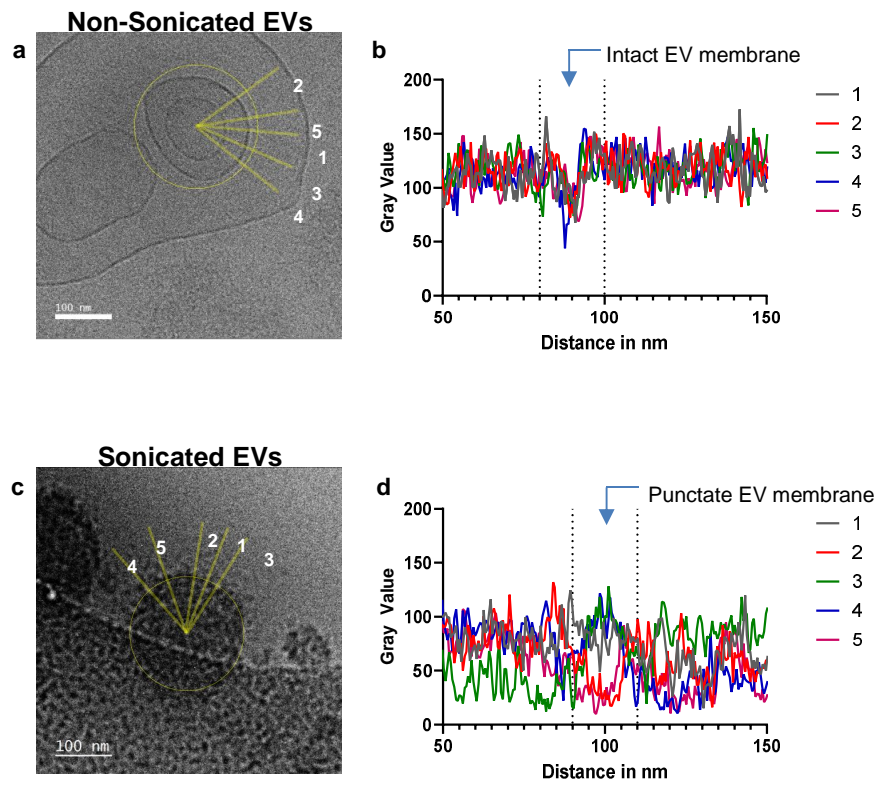 Non-Sonicated EVs
a
2
5
1
3
4
100 nm
b
Intact EV membrane
200
150
100
50
0
Gray Value
50
100
150
Distance in nm
1
2
3
4
5
Sonicated EVs
c
5
2
1
4
3
100 nm
d
Punctate EV membrane
200
150
100
50
0
Gray Value
50
100
150
Distance in nm
1
2
3
4
5